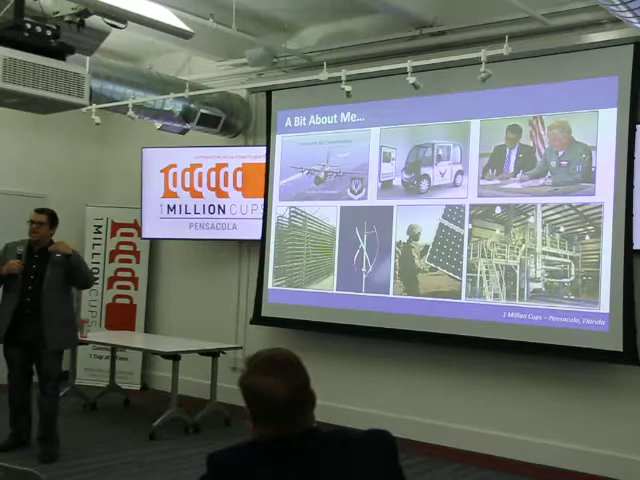 A Bit About Me...
1 MILLION CUPS
PENSACOLA
MILLION CUPS
1 Million Cups – Pensacola, Florida